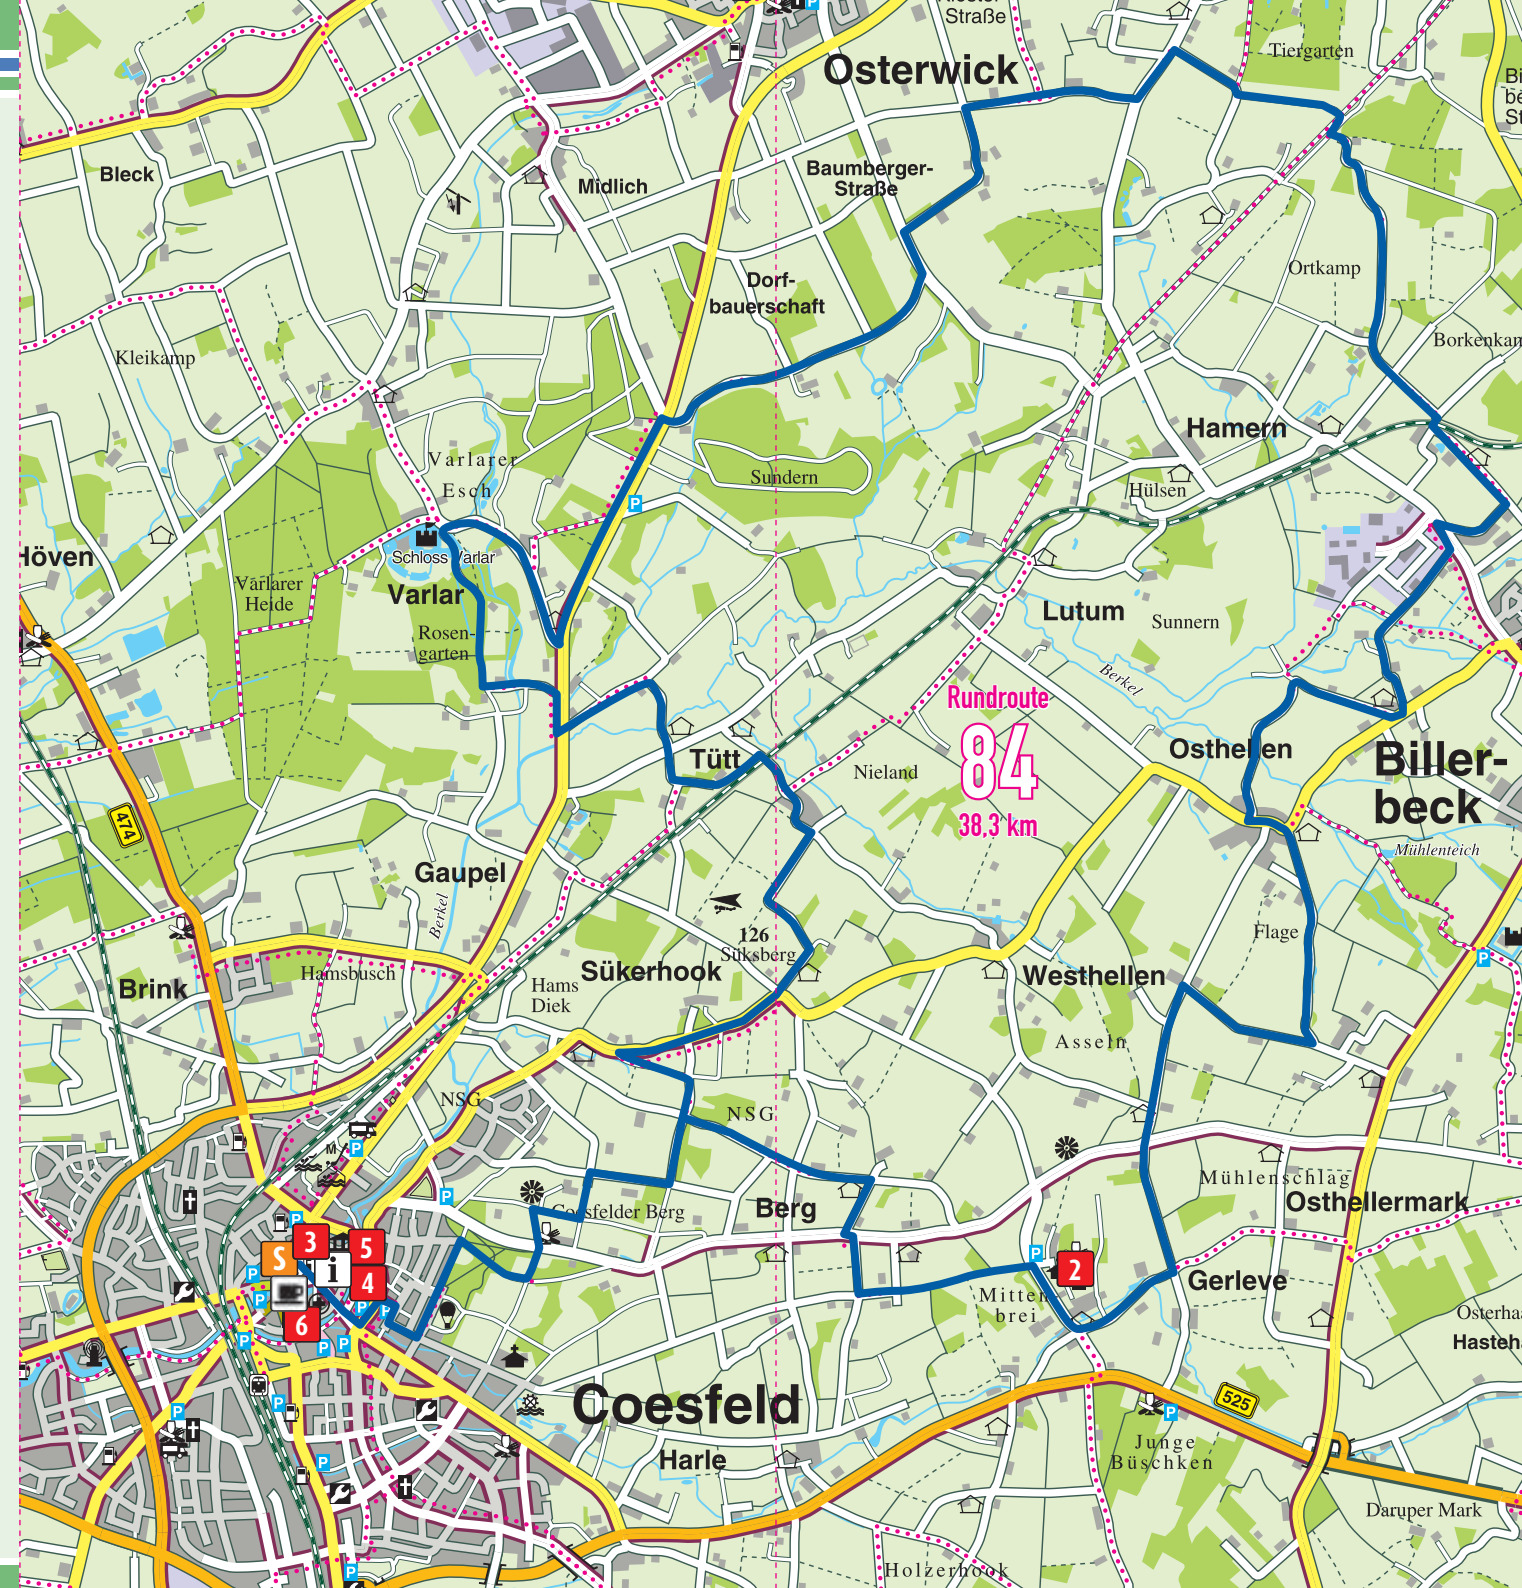 Straße
Tiergarten
Osterwick
Bleck
Midlich
Baumberger-
Straße
Dorf-
bauerschaft
Ortkamp
Kleikamp
Borkenkam
Hamern
Varlarer
Esch
Sundern
Hülsen
Schloss Varlar
Varlar
Varlarer
Heide
Rosen-
garten
Lutum
Sunnern
Berkel
Rundroute
84
38,3 km
Tütt
Nieland
Osthellen
Biller-
beck
Mühlenteich
474
Gaupel
Berkel
126
Süksberg
Flage
Sükerhook
Westhellen
Hamsbusch
Brink
Hams
Diek
Asseln
NSG
NSG
M
Mühlenschlag
Osthellermark
Coesfelder Berg
Berg
S
3
5
i
4
6
2
Gerleve
Mitten-
brei
Osterha
Hasteh
Coesfeld
525
Harle
Junge
Büschken
Daruper Mark
Holzerhook
P